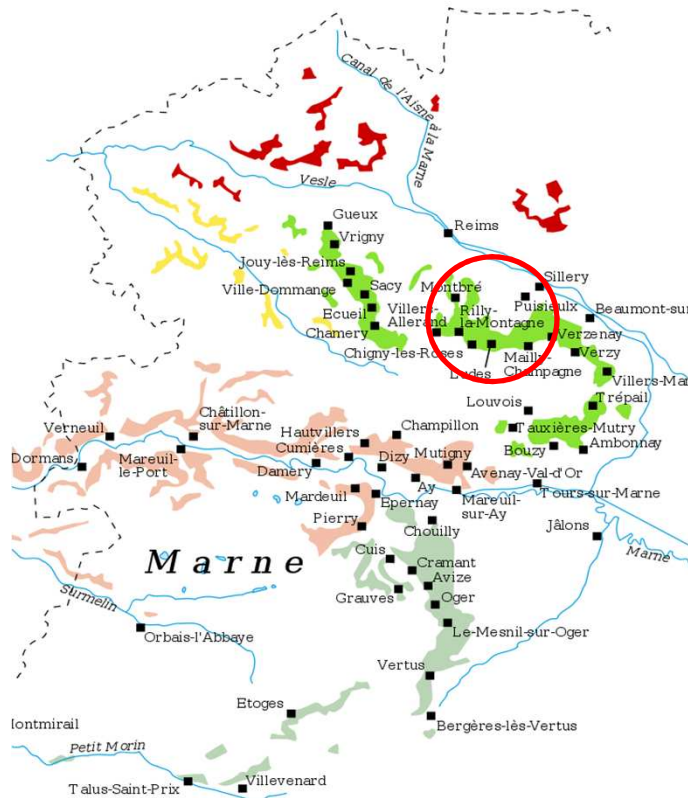 Canal de l'Aisne
à la Marne
Vesle
Reims
Gueux
Vrigny
Jouy-lès-Reims
Ville-Dommange
Sacy
Ecueil
Chamery
Villers-
Allerand
Montbré
Rilly-
la-Montagne
Chigny-les-Roses
Ludes
Puisieulx
Sillery
Mailly-
Champagne
Beaumont-sur
Verzenay
Verzy
Villers-Mar
Trépail
Louvois
Tauxières-Mutry
Bouzy
Ambonnay
Verneuil
Châtillon-
sur-Marne
Dormans
Mareuil-
le-Port
Hautvillers
Cumières
Champillon
Damery
Dizy
Mutigny
Avenay-Val-d'Or
Ay
Mareuil-
sur-Ay
Tours-sur-Marne
Mardeuil
Epernay
Pierry
Chouilly
Jâlons
Marne
Marne
Cuis
Cramant
Avize
Grauves
Oger
Le-Mesnil-sur-Oger
Surmelin
Orbais-l'Abbaye
Vertus
Etoges
Bergères-lès-Vertus
Montmirail
Petit Morin
Talus-Saint-Prix
Villevenard